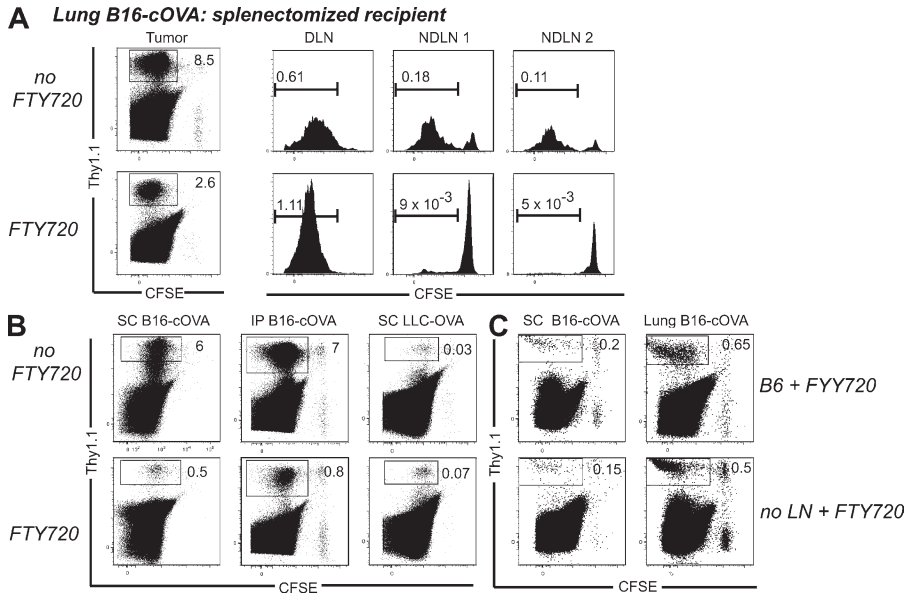 A Lung B16-cOVA: splenectomized recipient
Tumor DLN NDLN 1 NDLN 2
no FTY720
8.5 0.61 0.18 0.11
FTY720
2.6 1.11 9 x 10-3 5 x 10-3
Thy1.1
CFSE CFSE
B SC B16-cOVA IP B16-cOVA SC LLC-OVA
no FTY720
6 7 0.03
FTY720
0.5 0.8 0.07
Thy1.1
CFSE
C SC B16-cOVA Lung B16-cOVA
0.2 0.65 B6 + FYY720
0.15 0.5 no LN + FTY720
Thy1.1
CFSE